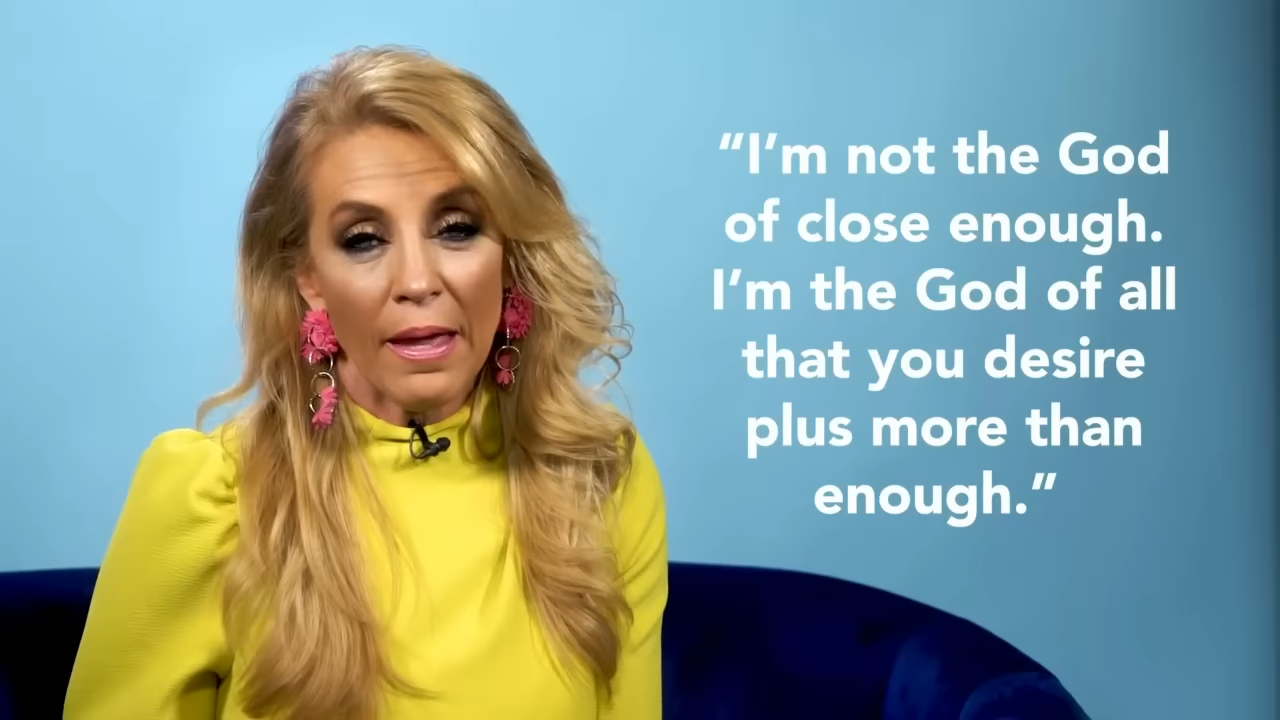 “I’m not the God
of close enough.
I’m the God of all
that you desire
plus more than
enough.”